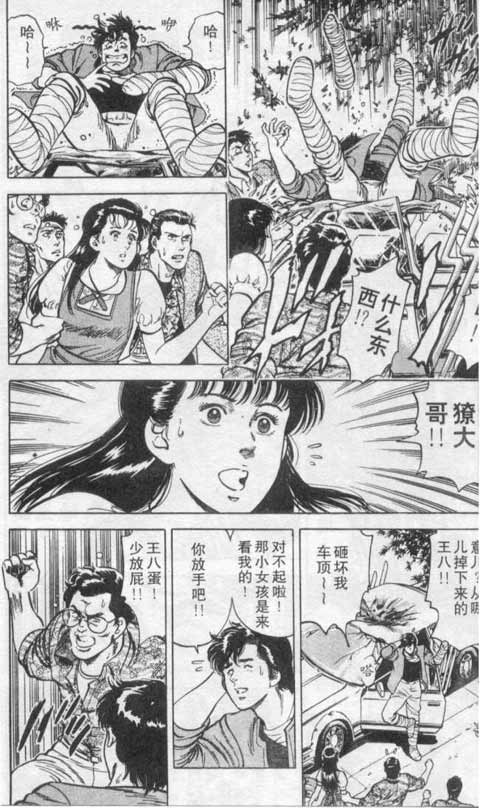 什么东
西!?
哈！
哈～～
獠大
哥!!
儿掉下来的
王八!!
砸坏我
车顶～～
对不起啦！
那小女孩是来
看我的！
你放手吧!!
王八蛋！
少放屁!!